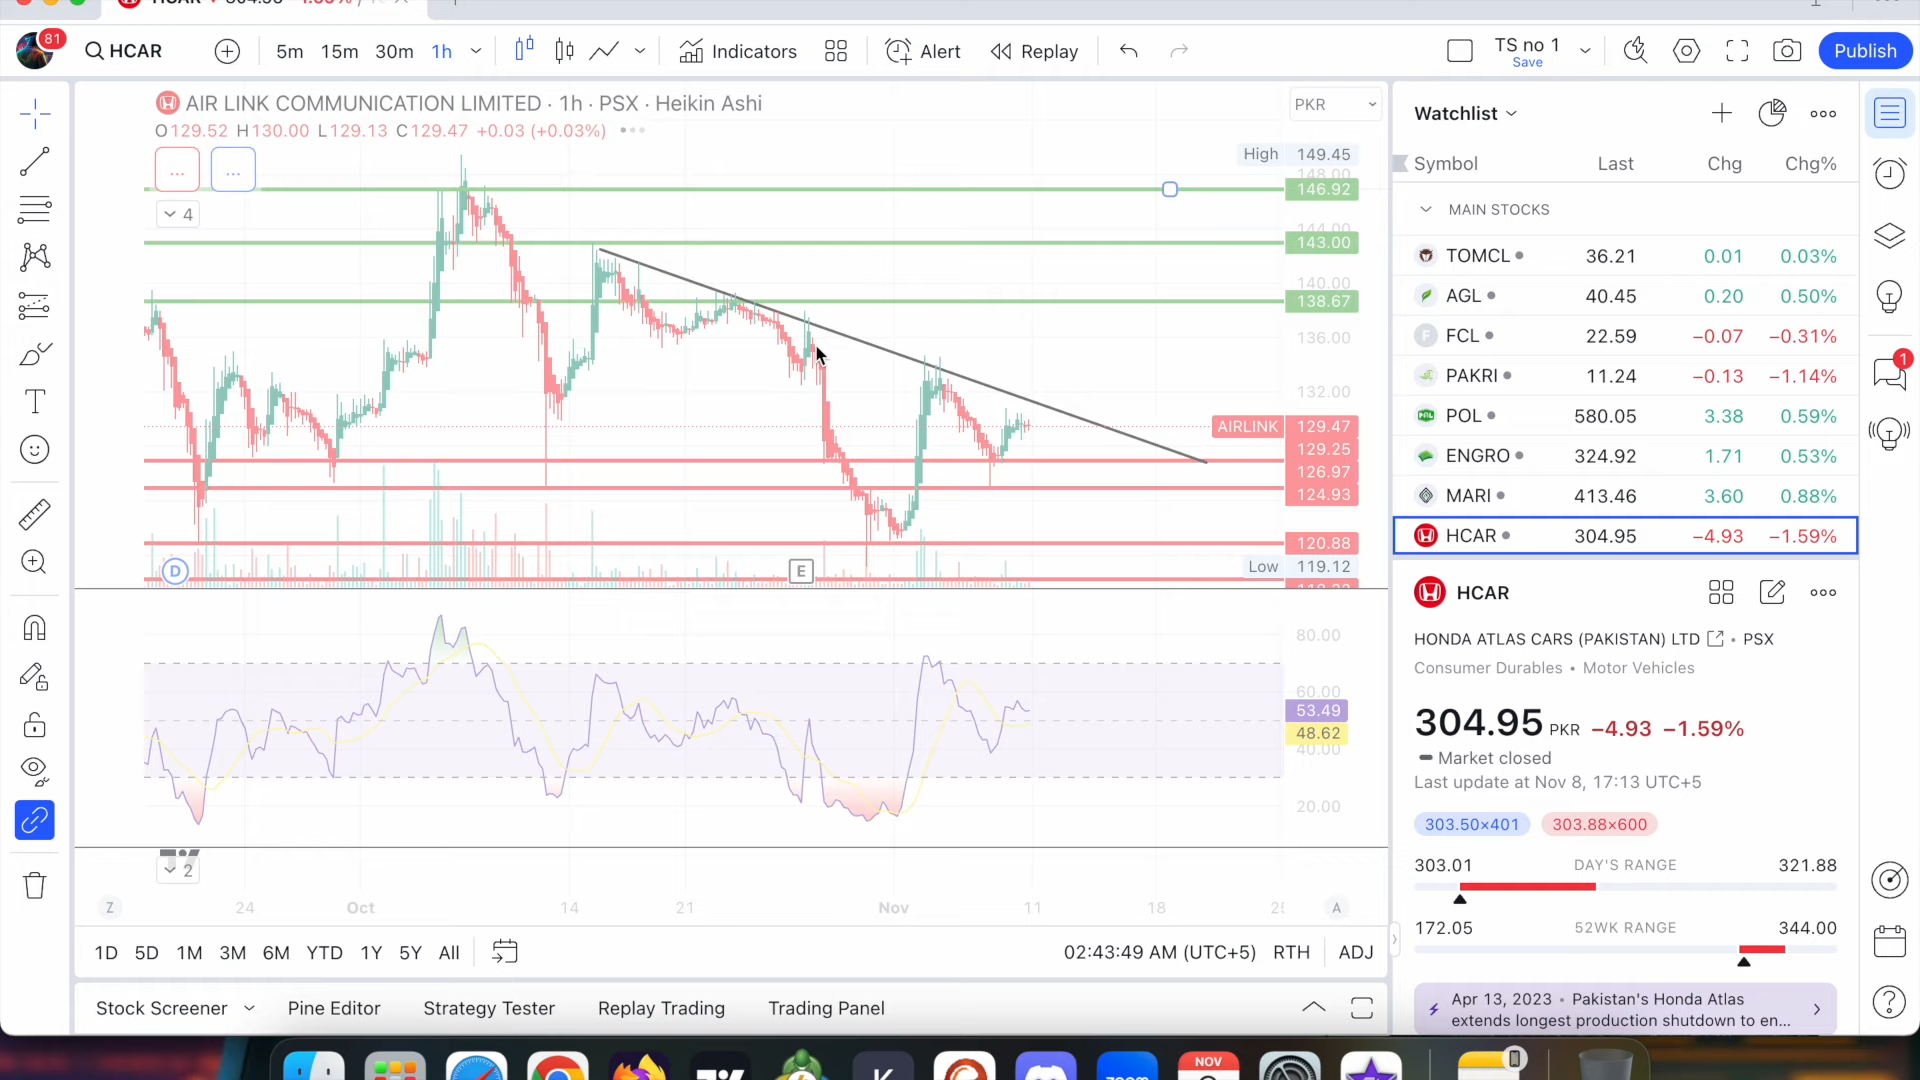 81
HCAR
5m 15m 30m 1h
Indicators
Alert
Replay
TS no 1
Save
Publish
AIR LINK COMMUNICATION LIMITED · 1h · PSX · Heikin Ashi
O129.52 H130.00 L129.13 C129.47 +0.03 (+0.03%)
PKR
4
High 149.45
148.00
146.92
144.00
143.00
140.00
138.67
136.00
132.00
AIRLINK 129.47
129.25
126.97
124.93
120.88
Low 119.12
D
E
80.00
60.00
53.49
48.62
40.00
20.00
2
Z 24 Oct 14 21 Nov 11 18 A
1D 5D 1M 3M 6M YTD 1Y 5Y All
02:43:49 AM (UTC+5) RTH ADJ
Stock Screener Pine Editor Strategy Tester Replay Trading Trading Panel
Watchlist
Symbol Last Chg Chg%
MAIN STOCKS
TOMCL 36.21 0.01 0.03%
AGL 40.45 0.20 0.50%
F FCL 22.59 −0.07 −0.31%
PAKRI 11.24 −0.13 −1.14%
POL 580.05 3.38 0.59%
ENGRO 324.92 1.71 0.53%
MARI 413.46 3.60 0.88%
HCAR 304.95 −4.93 −1.59%
HCAR
HONDA ATLAS CARS (PAKISTAN) LTD • PSX
Consumer Durables • Motor Vehicles
304.95 PKR −4.93 −1.59%
Market closed
Last update at Nov 8, 17:13 UTC+5
303.50×401 303.88×600
303.01 DAY'S RANGE 321.88
172.05 52WK RANGE 344.00
Apr 13, 2023 • Pakistan's Honda Atlas
extends longest production shutdown to en...
1
NOV
zoom